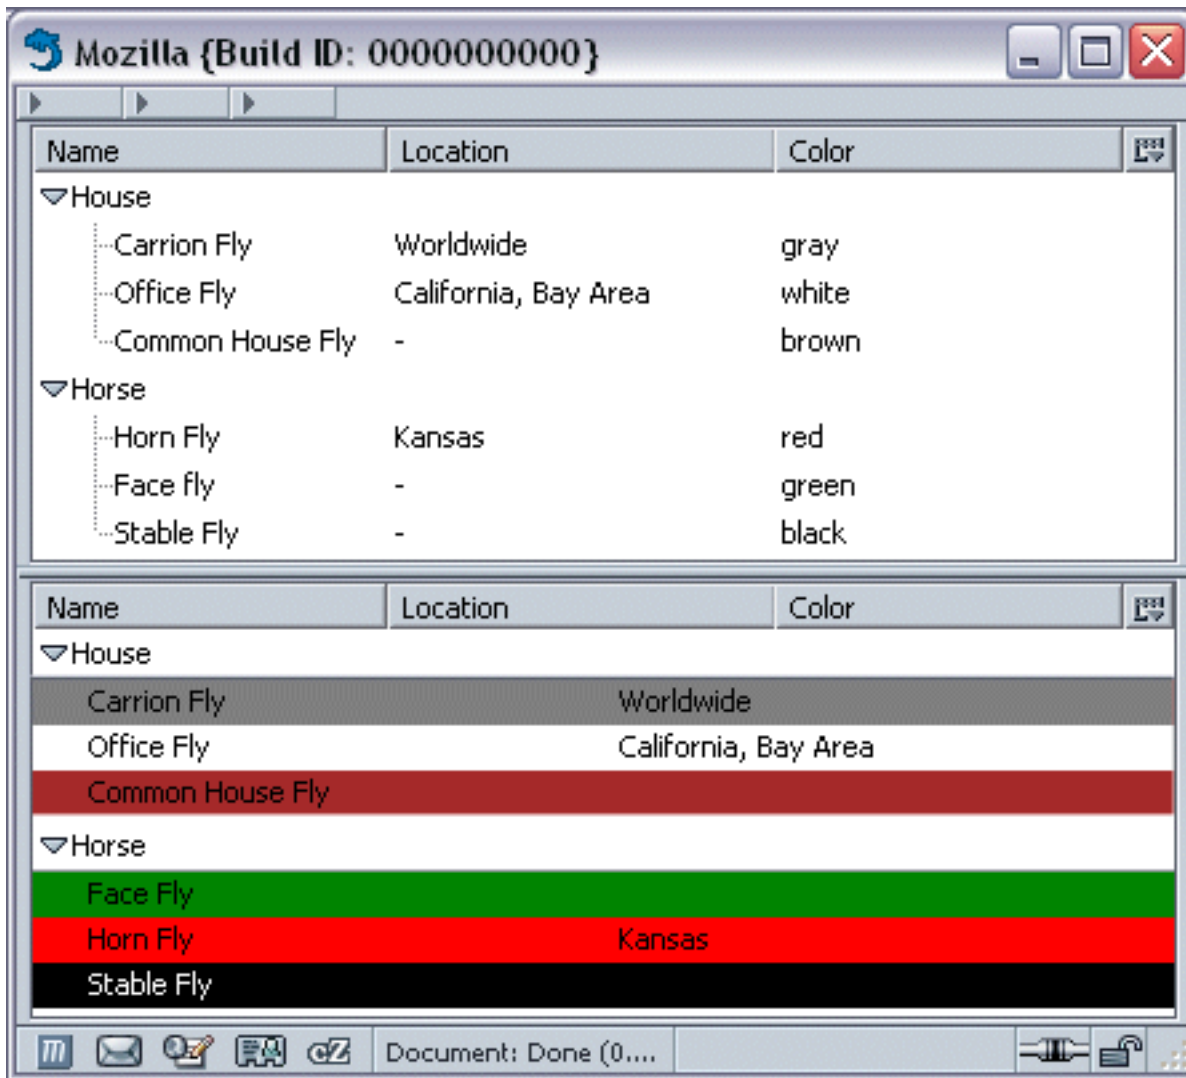 Mozilla {Build ID: 0000000000}
Name Location Color
House
Carrion Fly Worldwide gray
Office Fly California, Bay Area white
Common House Fly - brown
Horse
Horn Fly Kansas red
Face fly - green
Stable Fly - black
Name Location Color
House
Carrion Fly Worldwide
Office Fly California, Bay Area
Common House Fly
Horse
Face Fly
Horn Fly Kansas
Stable Fly
m cZ Document: Done (0....